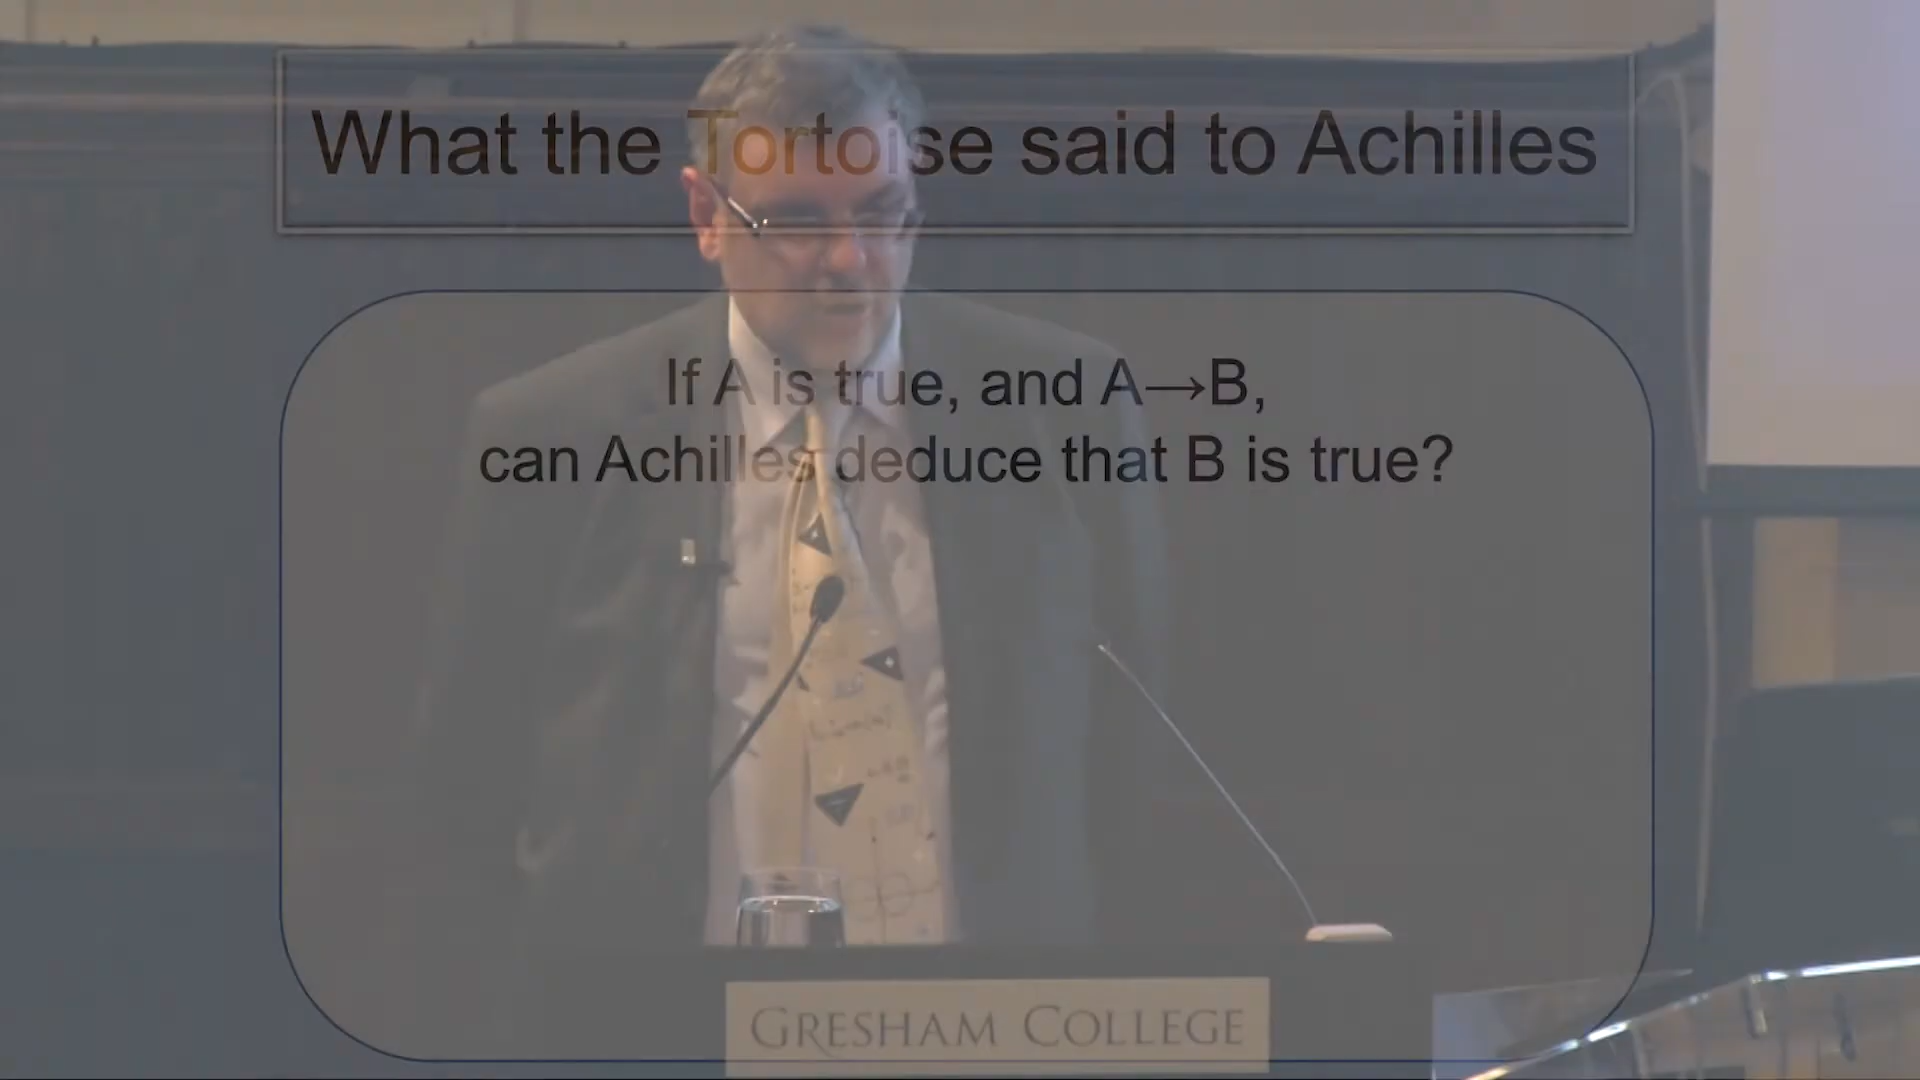 What the Tortoise said to Achilles
If A is true, and A→B,
can Achilles deduce that B is true?
GRESHAM COLLEGE